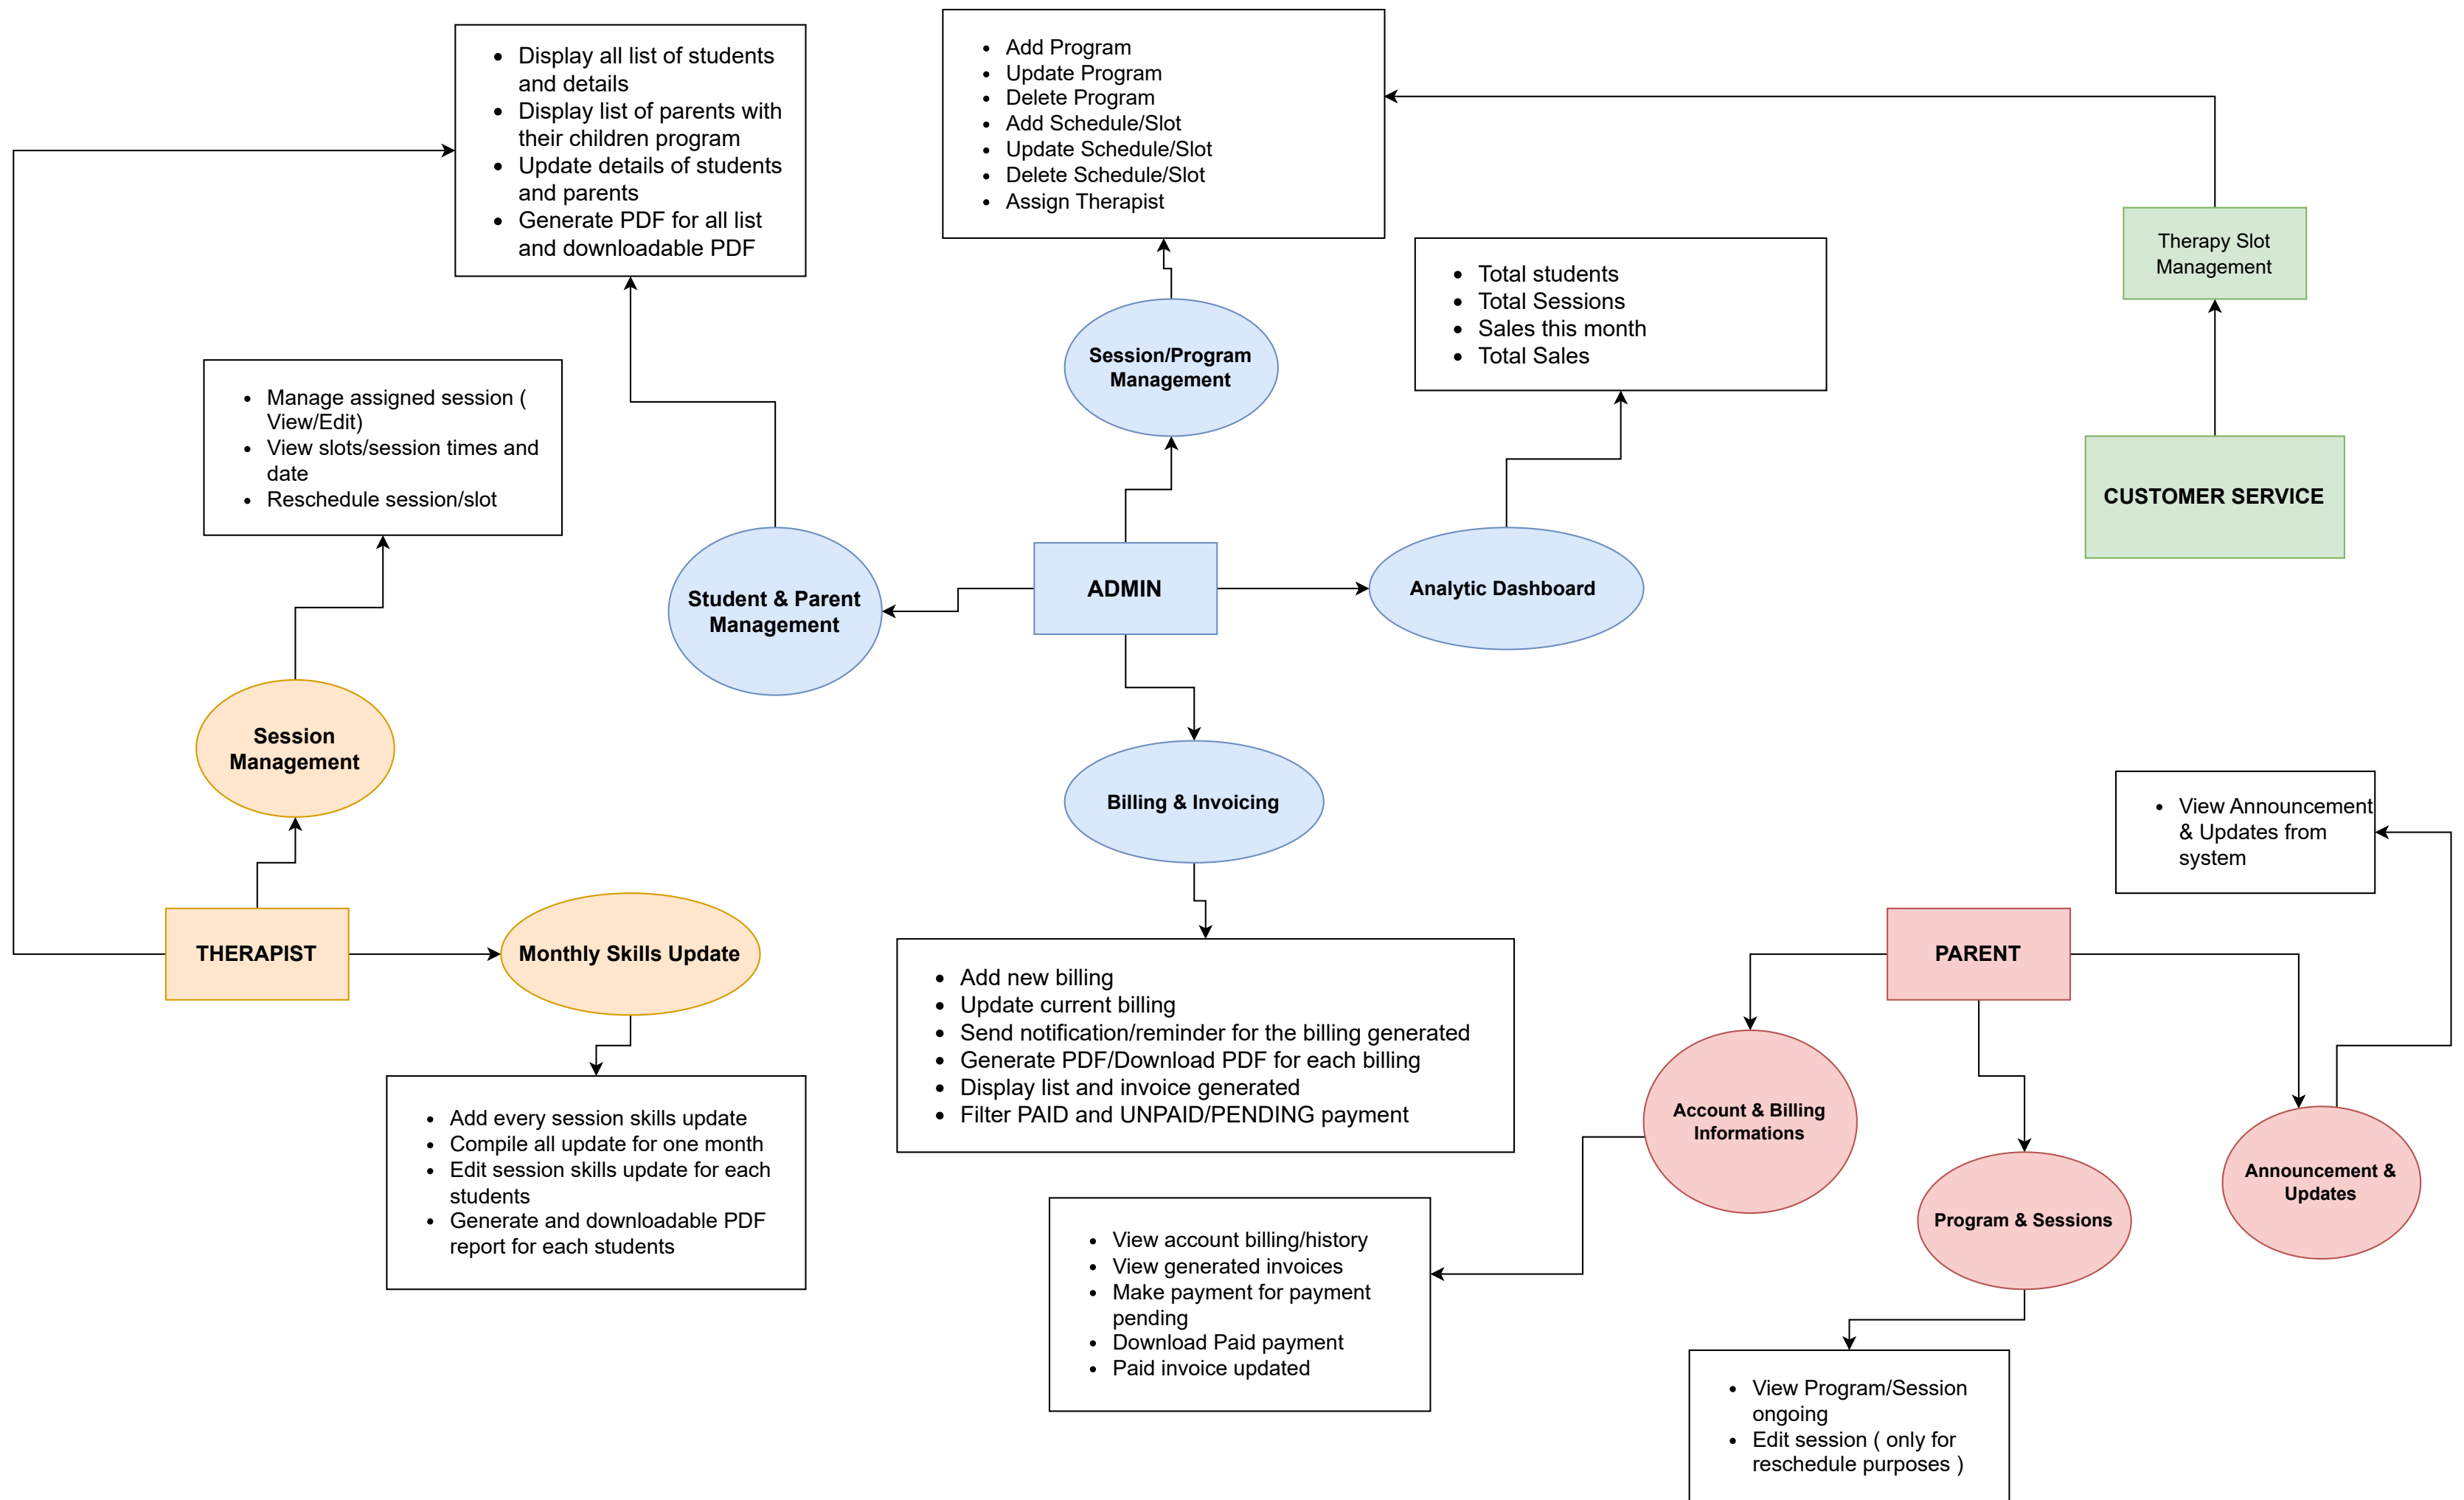 Display all list of students
and details
Display list of parents with
their children program
Update details of students
and parents
Generate PDF for all list
and downloadable PDF
Add Program
Update Program
Delete Program
Add Schedule/Slot
Update Schedule/Slot
Delete Schedule/Slot
Assign Therapist
Therapy Slot
Management
Total students
Total Sessions
Sales this month
Total Sales
Session/Program
Management
Manage assigned session (
View/Edit)
View slots/session times and
date
Reschedule session/slot
CUSTOMER SERVICE
Student & Parent
Management
ADMIN
Analytic Dashboard
Session
Management
Billing & Invoicing
View Announcement
& Updates from
system
THERAPIST
Monthly Skills Update
PARENT
Add new billing
Update current billing
Send notification/reminder for the billing generated
Generate PDF/Download PDF for each billing
Display list and invoice generated
Filter PAID and UNPAID/PENDING payment
Add every session skills update
Compile all update for one month
Edit session skills update for each
students
Generate and downloadable PDF
report for each students
Account & Billing
Informations
Program & Sessions
Announcement &
Updates
View account billing/history
View generated invoices
Make payment for payment
pending
Download Paid payment
Paid invoice updated
View Program/Session
ongoing
Edit session ( only for
reschedule purposes )